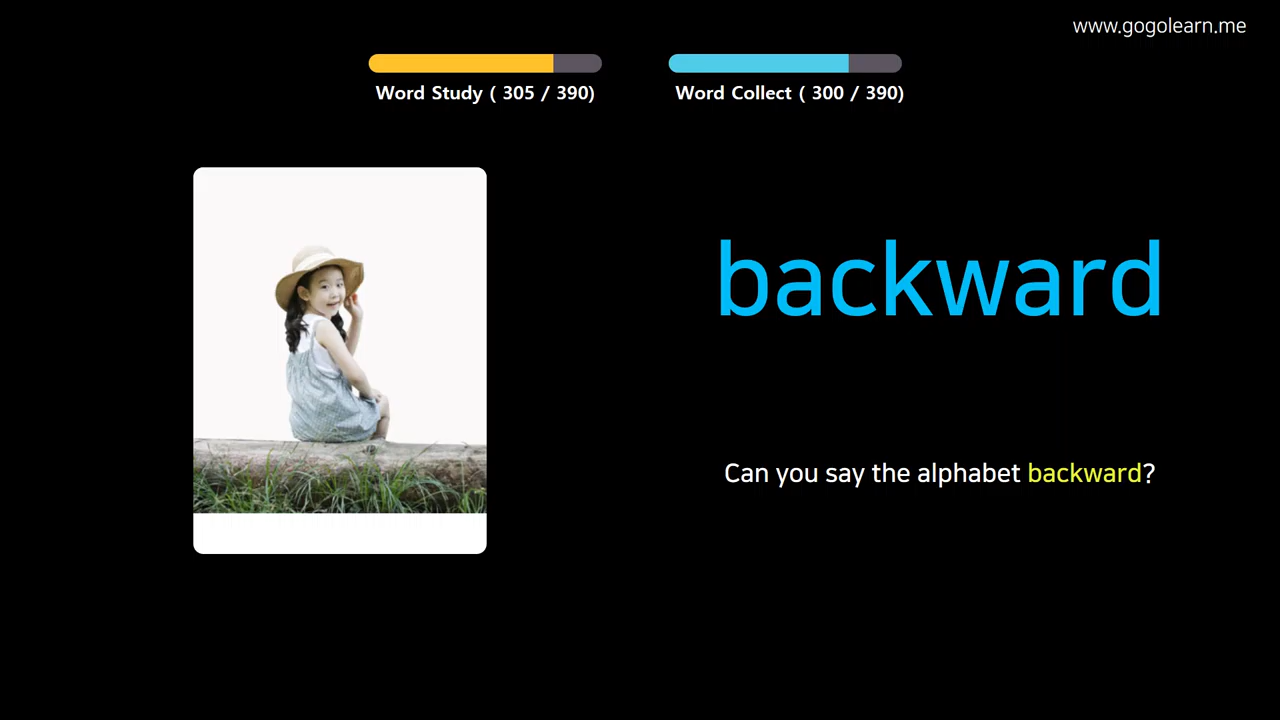 www.gogolearn.me
Word Study ( 305 / 390)
Word Collect ( 300 / 390)
backward
Can you say the alphabet backward?